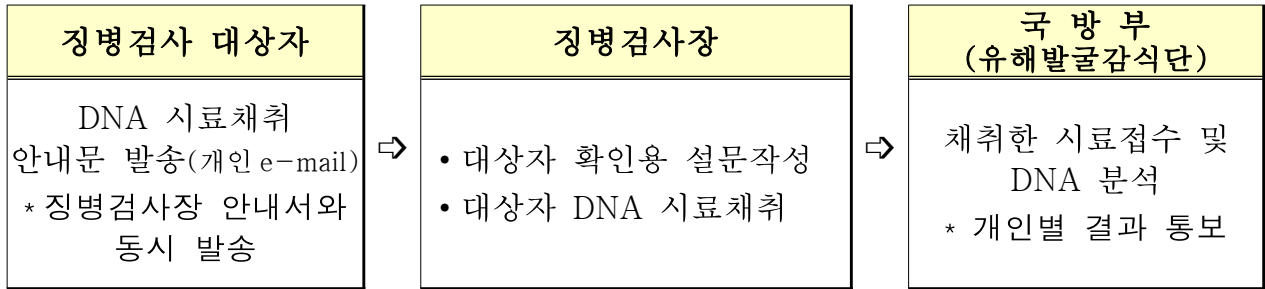 징병검사 대상자
DNA 시료채취
안내문 발송(개인 e-mail)
* 징병검사장 안내서와
동시 발송
⇨
징병검사장
• 대상자 확인용 설문작성
• 대상자 DNA 시료채취
⇨
국 방 부
(유해발굴감식단)
채취한 시료접수 및
DNA 분석
* 개인별 결과 통보